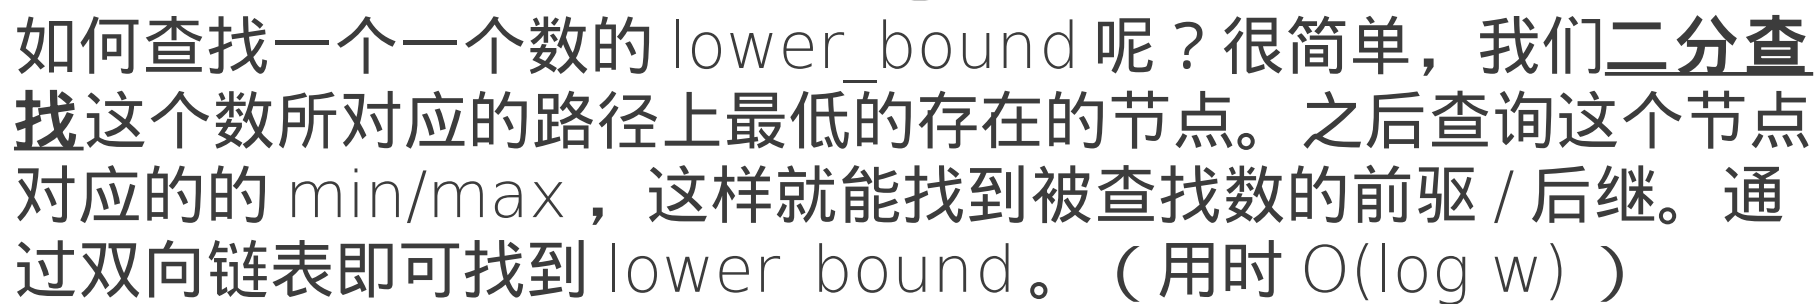 如何查找一个一个数的 lower_bound 呢？很简单，我们二分查
找这个数所对应的路径上最低的存在的节点。之后查询这个节点
对应的的 min/max ，这样就能找到被查找数的前驱 / 后继。通
过双向链表即可找到 lower bound 。（用时 O(log w) ）